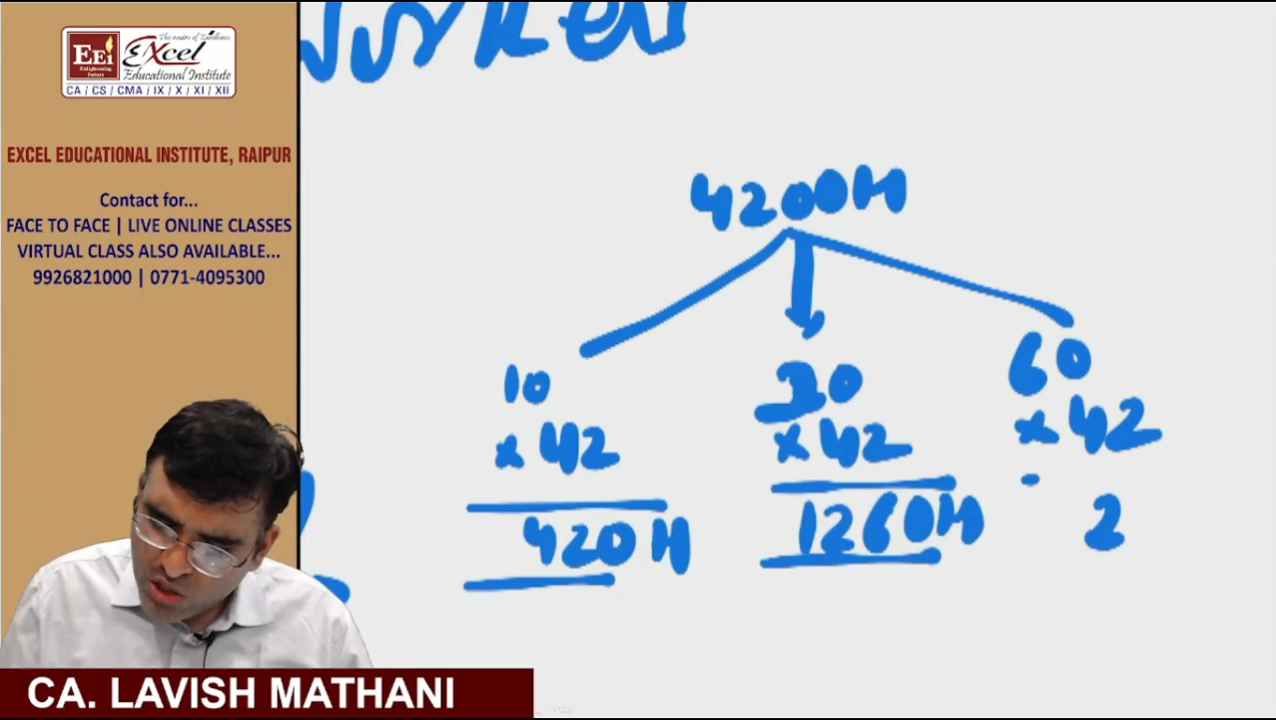 The centre of Excellence
EEi Excel
Enlightening Future
Educational Institute
CA / CS / CMA / IX / X / XI / XII
EXCEL EDUCATIONAL INSTITUTE, RAIPUR
Contact for...
FACE TO FACE | LIVE ONLINE CLASSES
VIRTUAL CLASS ALSO AVAILABLE...
9926821000 | 0771-4095300
4200H
10 30 60
x 42 x 42 x 42
420H 1260H 2
CA. LAVISH MATHANI